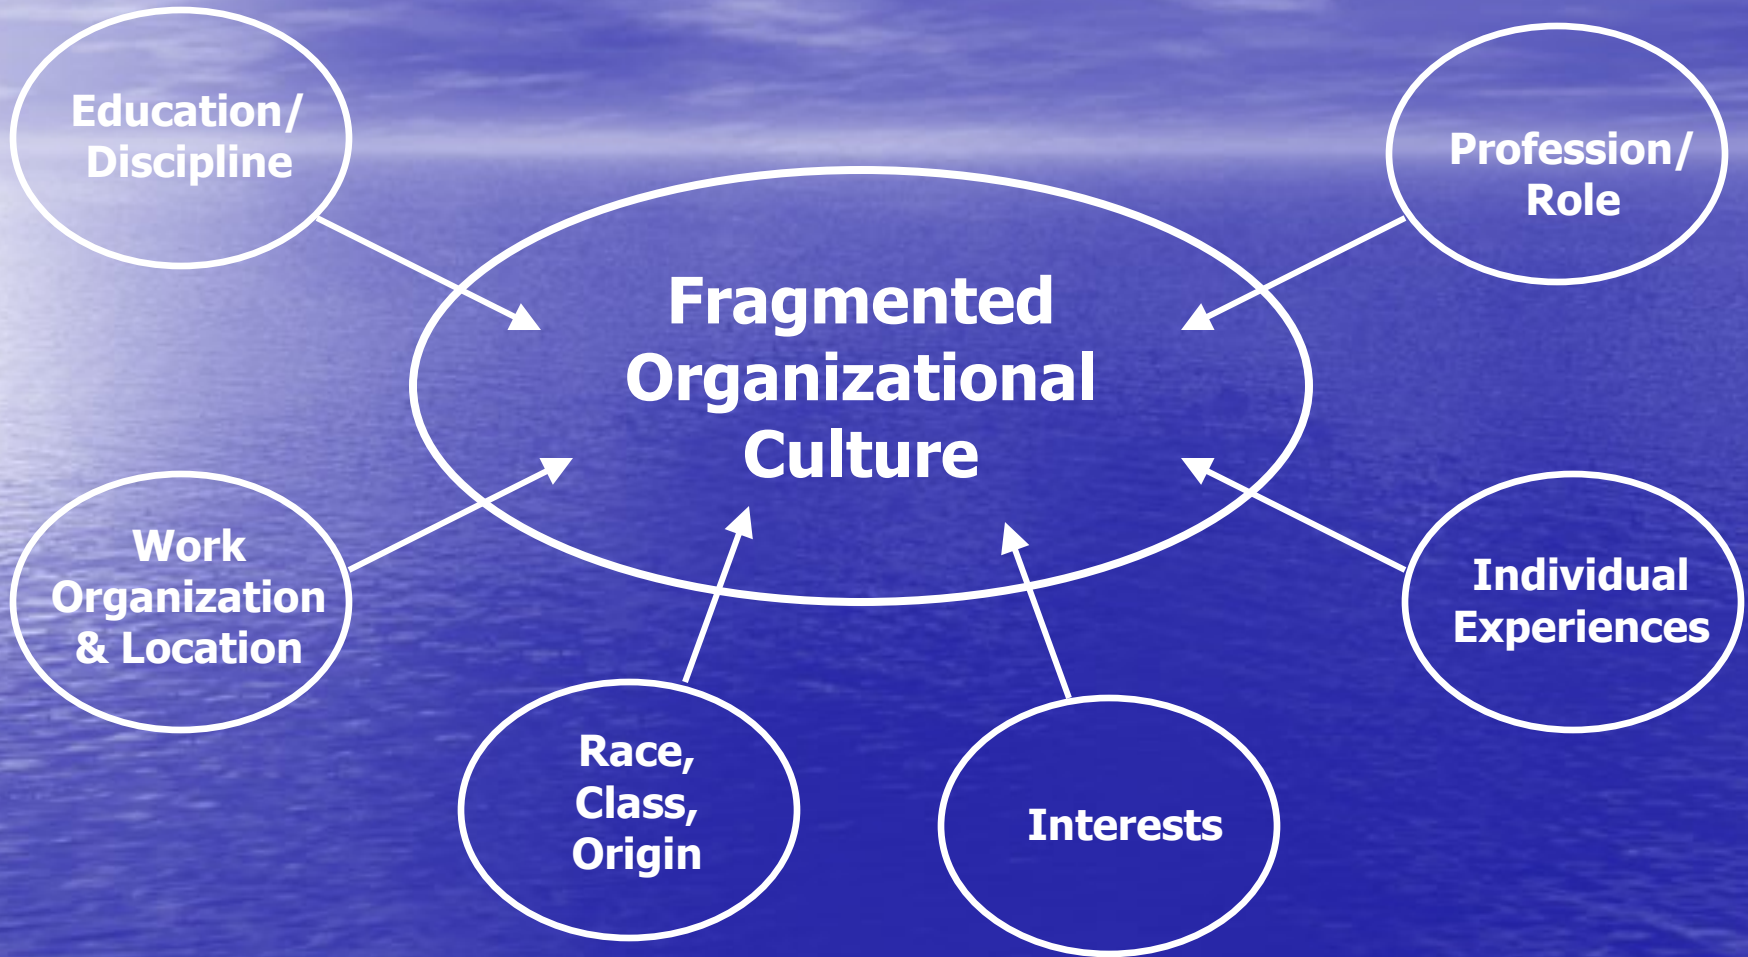 Education/
Discipline
Profession/
Role
Fragmented
Organizational
Culture
Work
Organization
& Location
Individual
Experiences
Race,
Class,
Origin
Interests